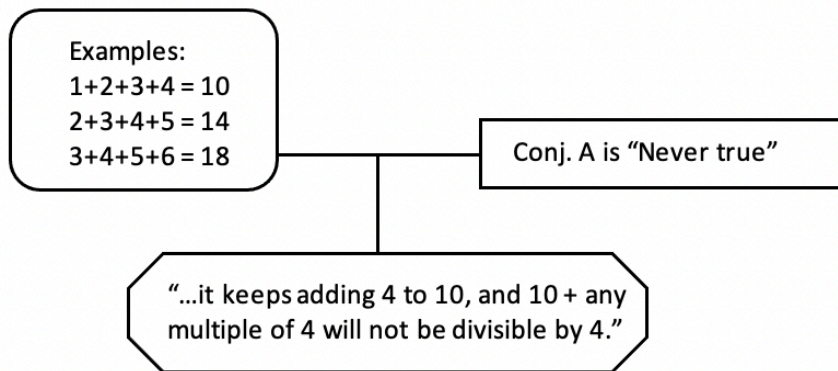 Examples:
1+2+3+4 = 10
2+3+4+5 = 14
3+4+5+6 = 18
Conj. A is “Never true”
“...it keeps adding 4 to 10, and 10 + any
multiple of 4 will not be divisible by 4.”